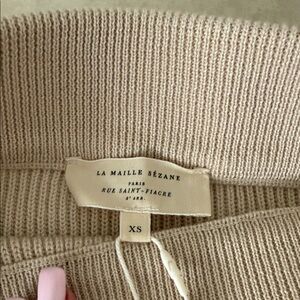 LA MAILLE SÉZANE
PARIS
RUE SAINT-FIACRE
2E ARR.
XS